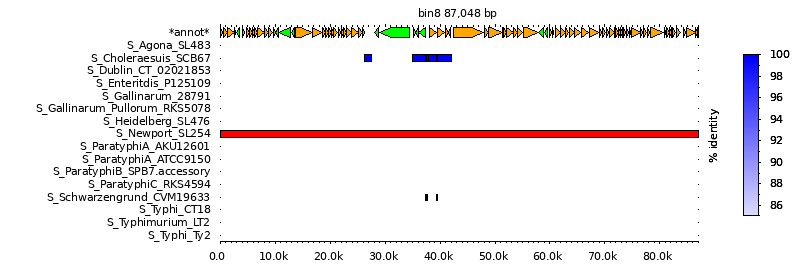 bin8 87,048 bp
*annot*
S_Agona_SL483
S_Choleraesuis_SCB67
S_Dublin_CT_02021853
S_Enteritdis_P125109
S_Gallinarum_28791
S_Gallinarum_Pullorum_RKS5078
S_Heidelberg_SL476
S_Newport_SL254
S_ParatyphiA_AKU12601
S_ParatyphiA_ATCC9150
S_ParatyphiB_SPB7.accessory
S_ParatyphiC_RKS4594
S_Schwarzengrund_CVM19633
S_Typhi_CT18
S_Typhimurium_LT2
S_Typhi_Ty2
0.0 10.0k 20.0k 30.0k 40.0k 50.0k 60.0k 70.0k 80.0k
% identity
100
98
96
94
92
90
88
86